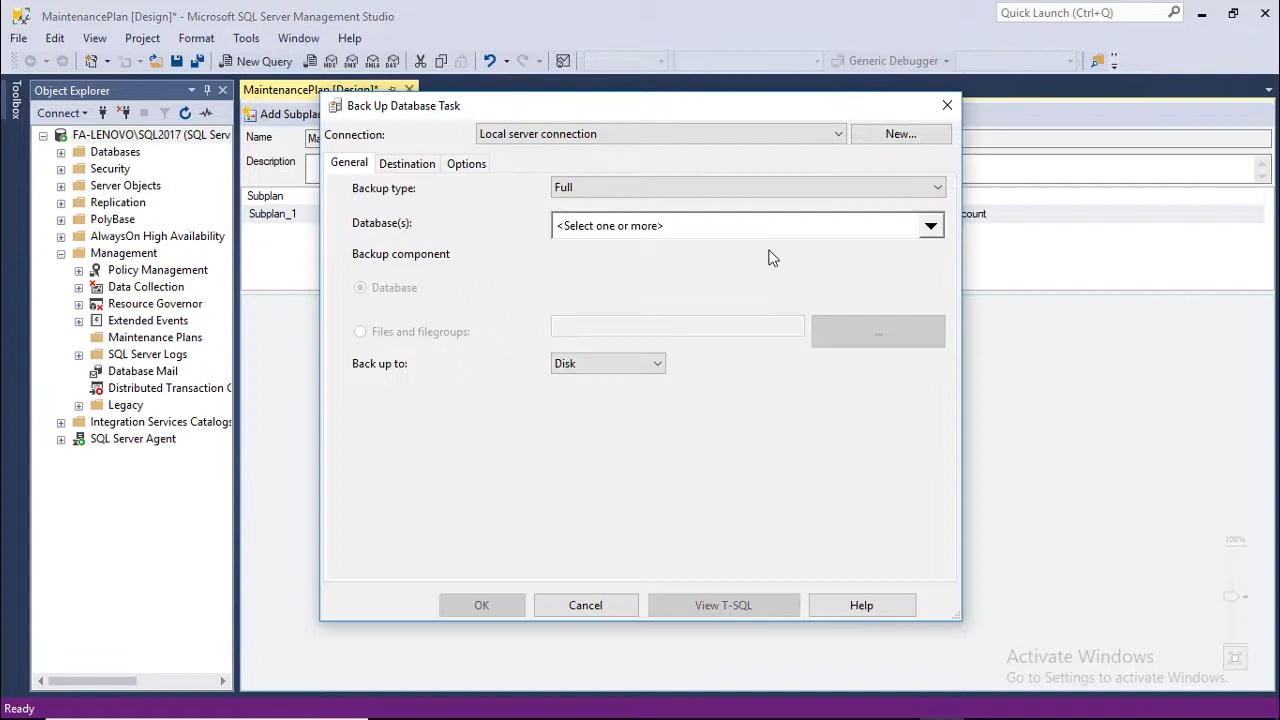 MaintenancePlan [Design]* - Microsoft SQL Server Management Studio
Quick Launch (Ctrl+Q)
File Edit View Project Format Tools Window Help
New Query
Generic Debugger
Toolbox
Object Explorer
MaintenancePlan [Design]*
Connect
Add Subplan
FA-LENOVO\SQL2017 (SQL Serv
Databases
Security
Server Objects
Replication
PolyBase
AlwaysOn High Availability
Management
Policy Management
Data Collection
Resource Governor
Extended Events
Maintenance Plans
SQL Server Logs
Database Mail
Distributed Transaction C
Legacy
Integration Services Catalogs
SQL Server Agent
Name
Ma
Description
Subplan
Subplan_1
count
Back Up Database Task
Connection:
Local server connection
New...
General Destination Options
Backup type:
Full
Database(s):
<Select one or more>
Backup component
Database
Files and filegroups:
...
Back up to:
Disk
OK Cancel View T-SQL Help
100%
Activate Windows
Go to Settings to activate Windows.
Ready